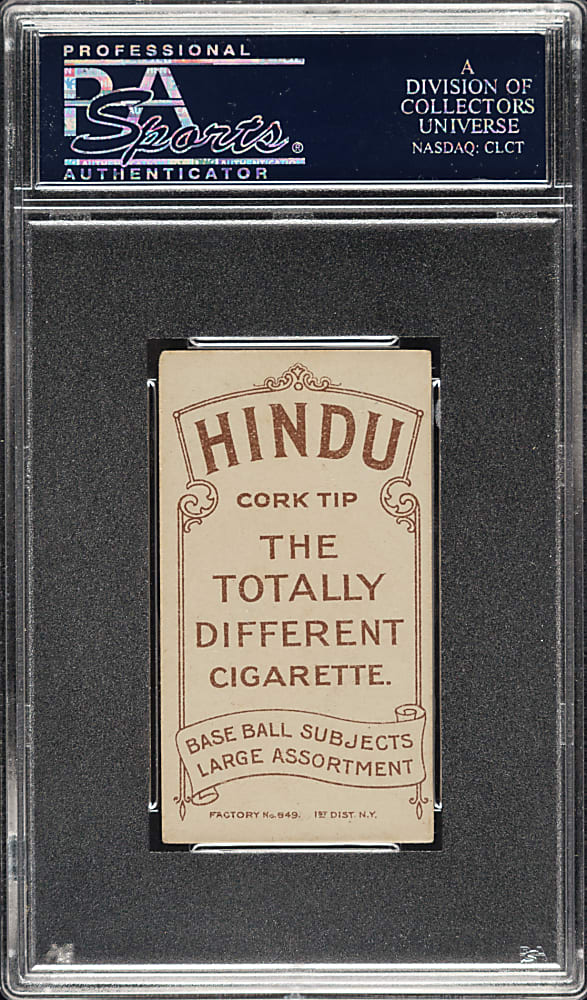 PROFESSIONAL
PSA
Sports®
AUTHENTICATOR
A
DIVISION OF
COLLECTORS
UNIVERSE
NASDAQ: CLCT
HINDU
CORK TIP
THE
TOTALLY
DIFFERENT
CIGARETTE.
BASE BALL SUBJECTS
LARGE ASSORTMENT
FACTORY No. 649. 1ST DIST. N.Y.